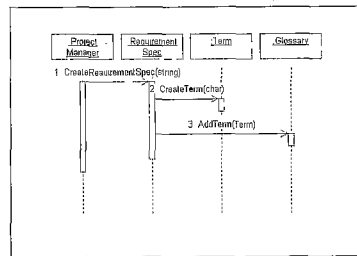 Project
Manager
Requirement
Spec
Term
Glossary
1 CreateRequirementSpec(string)
2 CreateTerm(char)
3 AddTerm(Term)